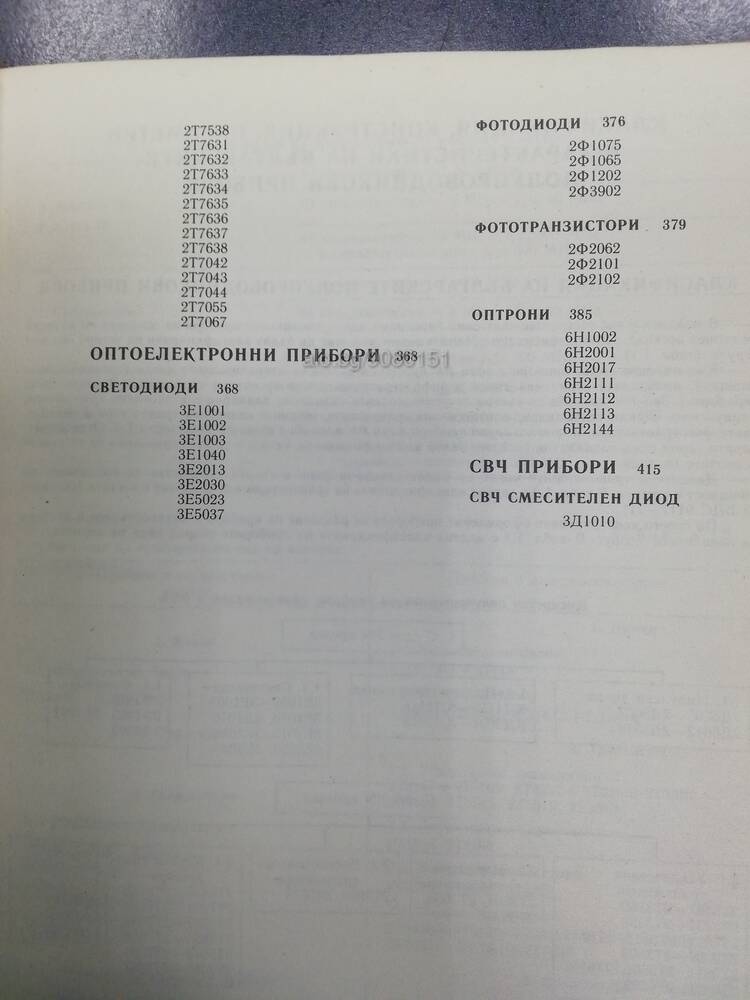 2Т7538
2Т7631
2Т7632
2Т7633
2Т7634
2Т7635
2Т7636
2Т7637
2Т7638
2Т7042
2Т7043
2Т7044
2Т7055
2Т7067
ОПТОЕЛЕКТРОННИ ПРИБОРИ 368
СВЕТОДИОДИ 368
3Е1001
3Е1002
3Е1003
3Е1040
3Е2013
3Е2030
3Е5023
3Е5037
ФОТОДИОДИ 376
2Ф1075
2Ф1065
2Ф1202
2Ф3902
ФОТОТРАНЗИСТОРИ 379
2Ф2062
2Ф2101
2Ф2102
ОПТРОНИ 385
6Н1002
6Н2001
6Н2017
6Н2111
6Н2112
6Н2113
6Н2144
СВЧ ПРИБОРИ 415
СВЧ СМЕСИТЕЛЕН ДИОД
3Д1010